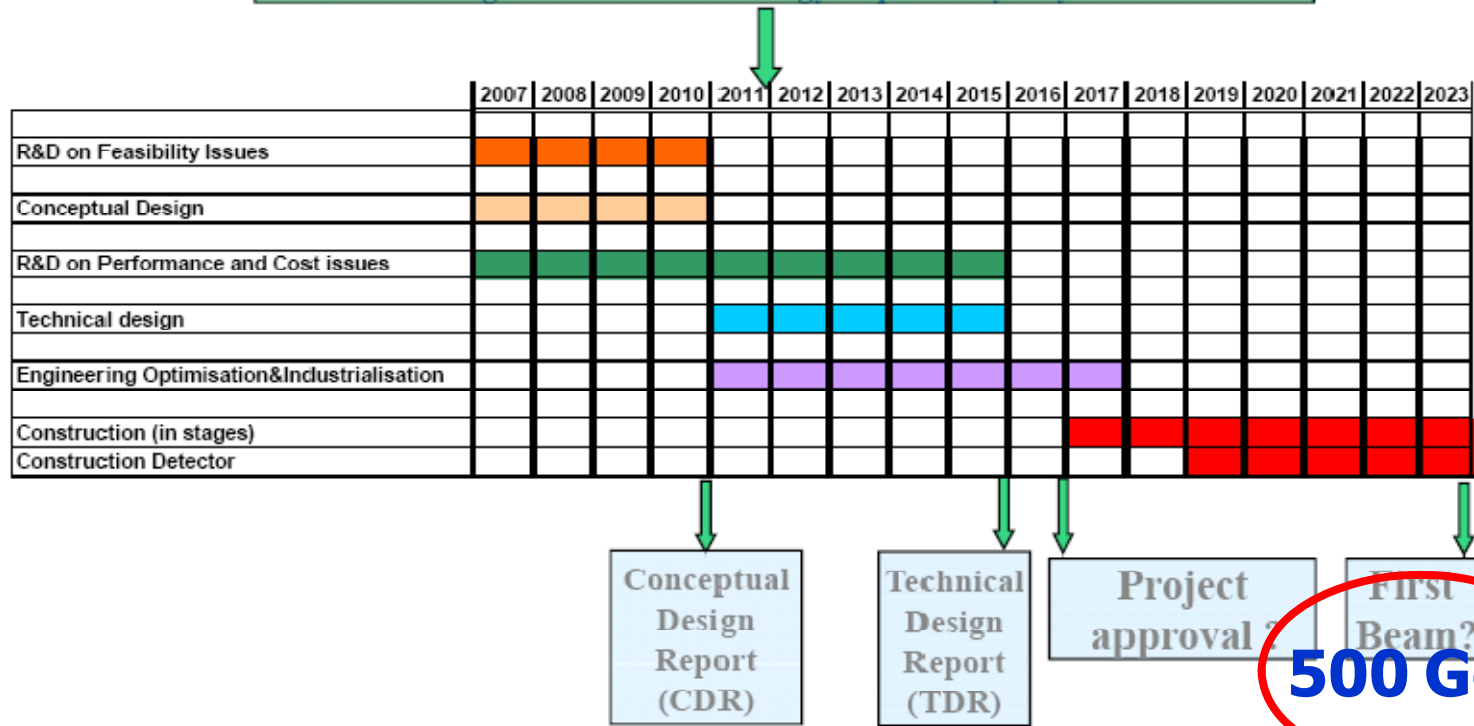 2007 2008 2009 2010 2011 2012 2013 2014 2015 2016 2017 2018 2019 2020 2021 2022 2023
R&D on Feasibility Issues
Conceptual Design
R&D on Performance and Cost issues
Technical design
Engineering Optimisation&Industrialisation
Construction (in stages)
Construction Detector
Conceptual
Design
Report
(CDR)
Technical
Design
Report
(TDR)
Project
approval ?
First
Beam?
500 G